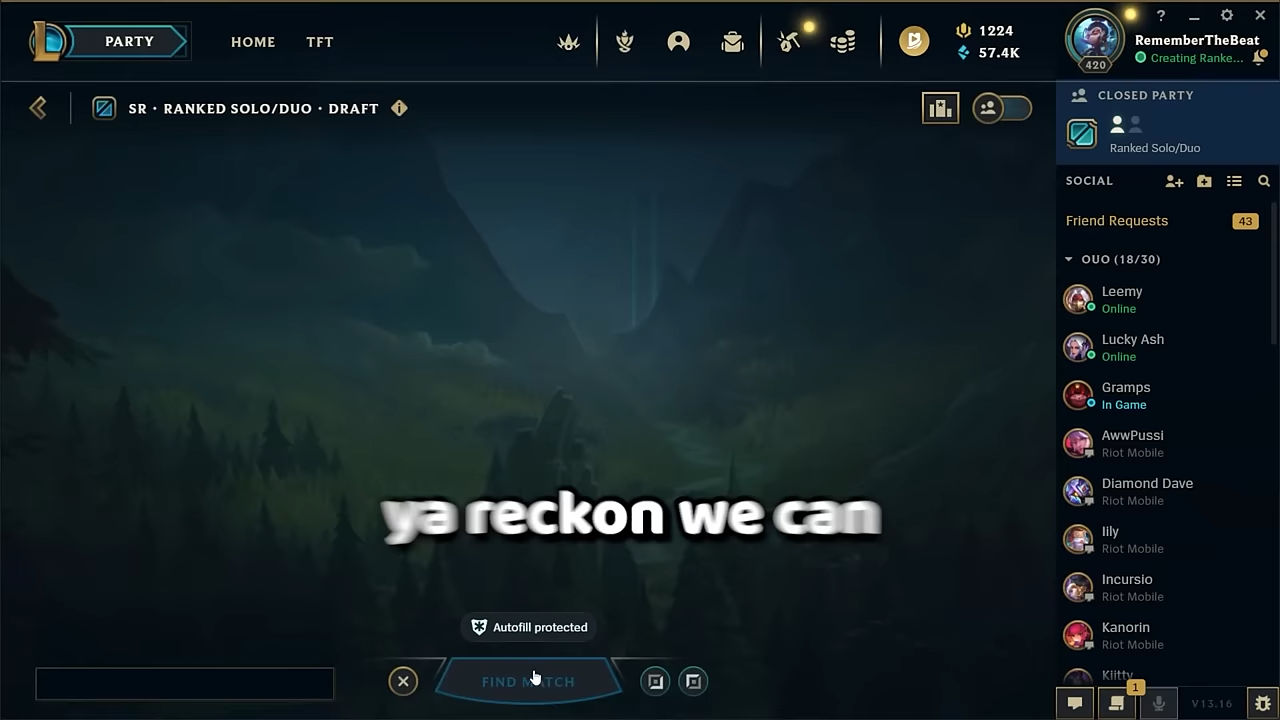 PARTY
HOME
TFT
1224
57.4K
420
?
RememberTheBeat
Creating Ranke...
SR • RANKED SOLO/DUO • DRAFT
CLOSED PARTY
Ranked Solo/Duo
SOCIAL
Friend Requests
43
OUO (18/30)
Leemy
Online
Lucky Ash
Online
Gramps
In Game
AwwPussi
Riot Mobile
Diamond Dave
Riot Mobile
lily
Riot Mobile
Incursio
Riot Mobile
Kanorin
Riot Mobile
Kiitty
ya reckon we can
Autofill protected
FIND MATCH
1
V13.16